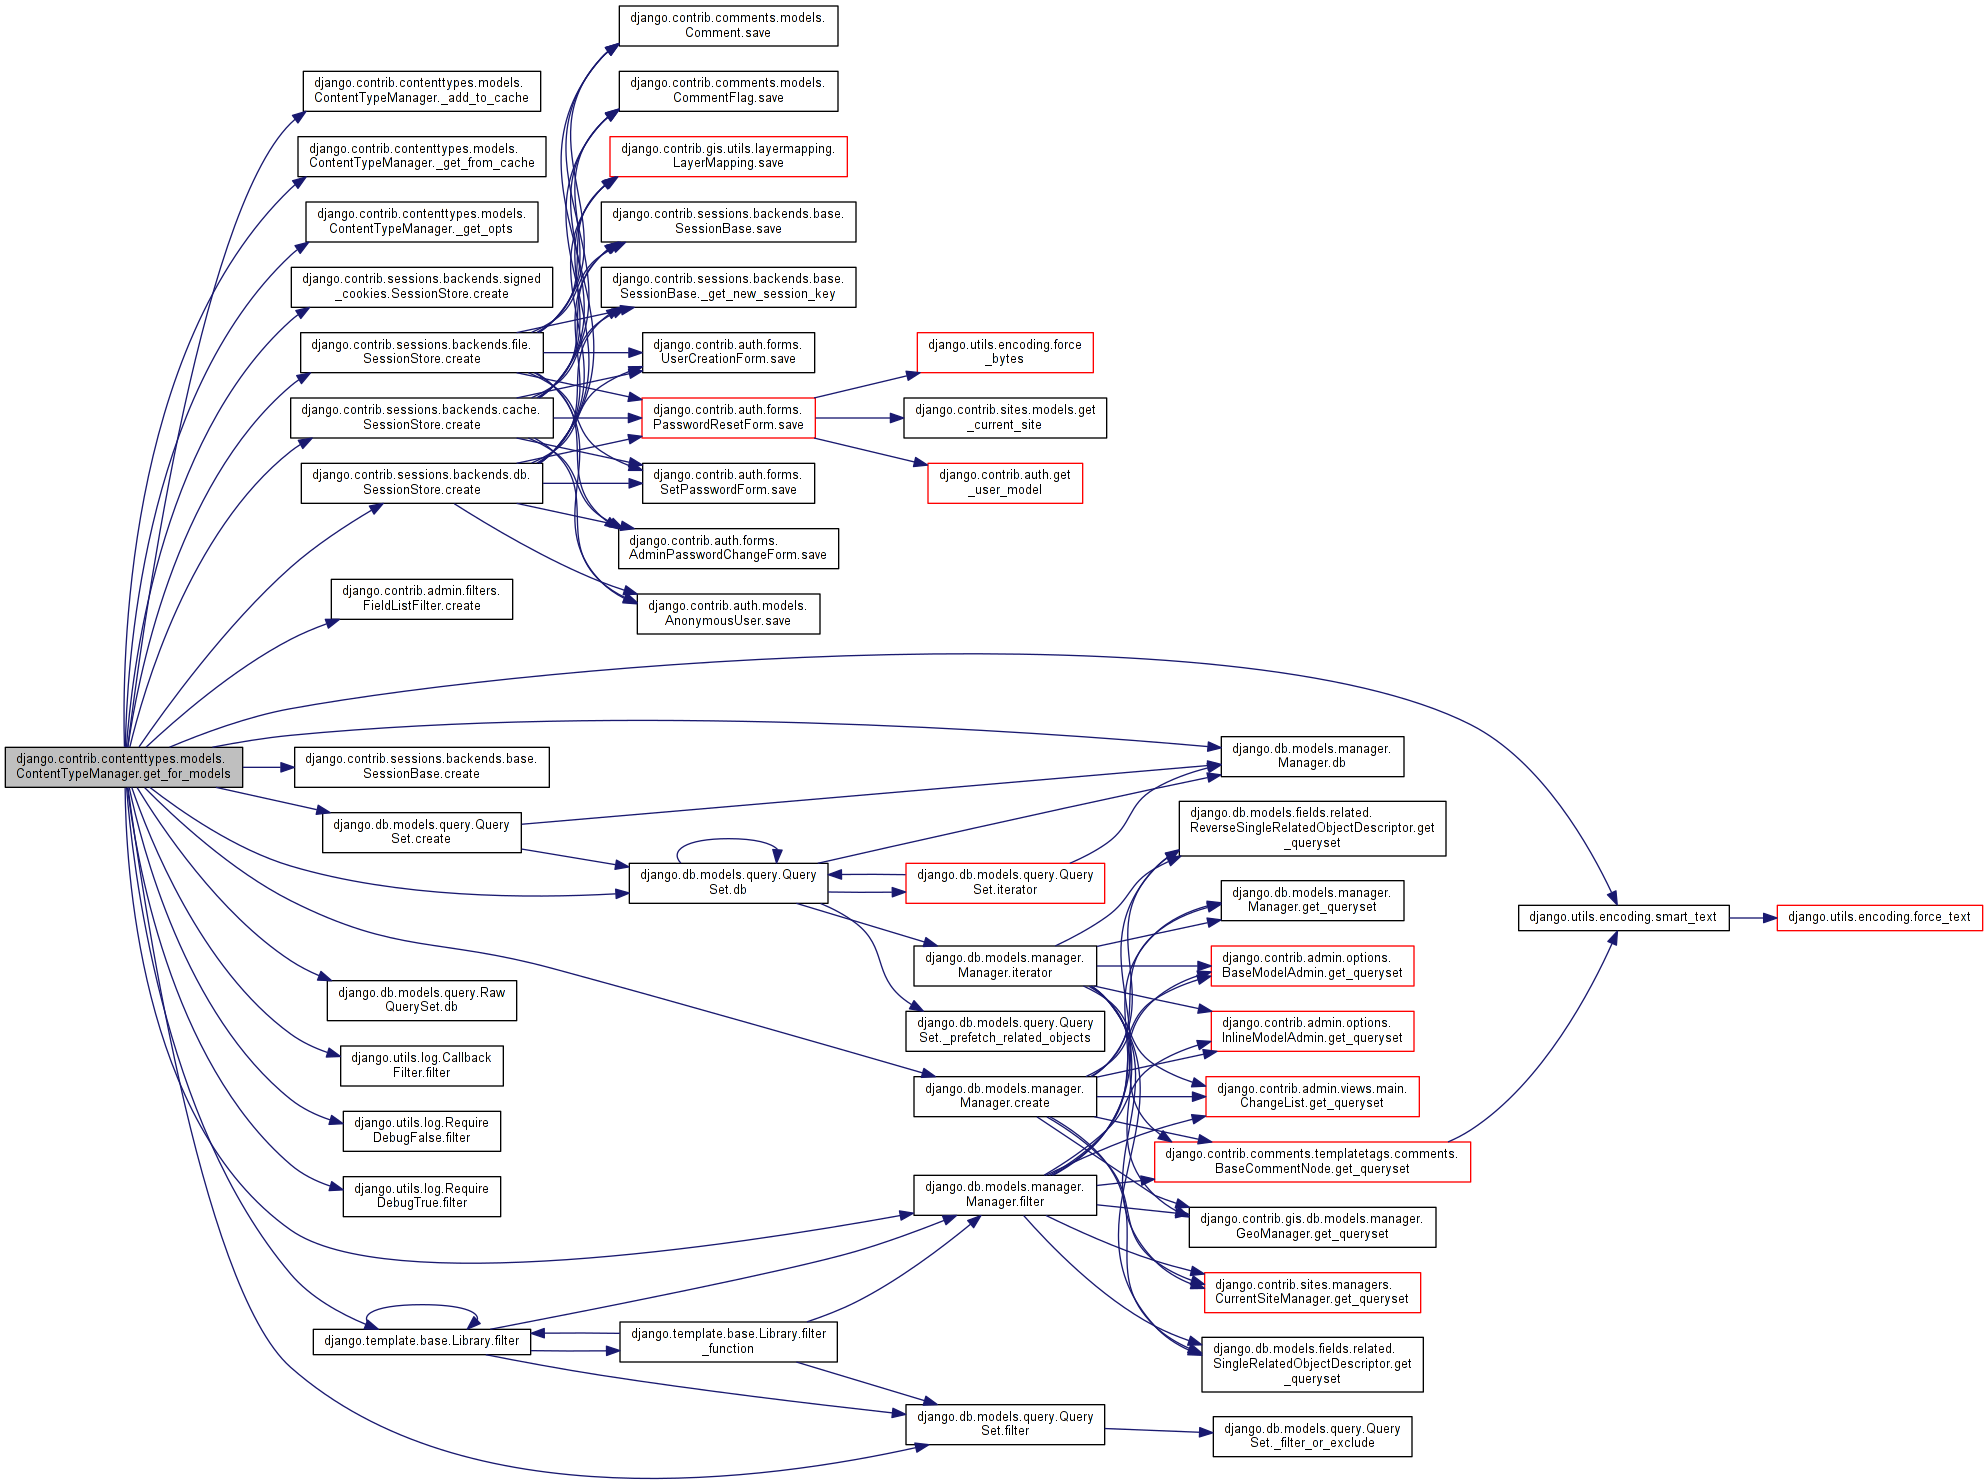 django.contrib.comments.models.
Comment.save
django.contrib.contenttypes.models.
ContentTypeManager._add_to_cache
django.contrib.comments.models.
CommentFlag.save
django.contrib.contenttypes.models.
ContentTypeManager._get_from_cache
django.contrib.gis.utils.layermapping.
LayerMapping.save
django.contrib.contenttypes.models.
ContentTypeManager._get_opts
django.contrib.sessions.backends.base.
SessionBase.save
django.contrib.sessions.backends.signed
_cookies.SessionStore.create
django.contrib.sessions.backends.base.
SessionBase._get_new_session_key
django.contrib.sessions.backends.file.
SessionStore.create
django.contrib.auth.forms.
UserCreationForm.save
django.utils.encoding.force
_bytes
django.contrib.sessions.backends.cache.
SessionStore.create
django.contrib.auth.forms.
PasswordResetForm.save
django.contrib.sites.models.get
_current_site
django.contrib.sessions.backends.db.
SessionStore.create
django.contrib.auth.forms.
SetPasswordForm.save
django.contrib.auth.get
_user_model
django.contrib.auth.forms.
AdminPasswordChangeForm.save
django.contrib.admin.filters.
FieldListFilter.create
django.contrib.auth.models.
AnonymousUser.save
django.contrib.contenttypes.models.
ContentTypeManager.get_for_models
django.contrib.sessions.backends.base.
SessionBase.create
django.db.models.manager.
Manager.db
django.db.models.query.Query
Set.create
django.db.models.fields.related.
ReverseSingleRelatedObjectDescriptor.get
_queryset
django.db.models.query.Query
Set.db
django.db.models.query.Query
Set.iterator
django.db.models.manager.
Manager.get_queryset
django.utils.encoding.smart_text
django.utils.encoding.force_text
django.db.models.manager.
Manager.iterator
django.contrib.admin.options.
BaseModelAdmin.get_queryset
django.db.models.query.Raw
QuerySet.db
django.db.models.query.Query
Set._prefetch_related_objects
django.contrib.admin.options.
InlineModelAdmin.get_queryset
django.utils.log.Callback
Filter.filter
django.db.models.manager.
Manager.create
django.contrib.admin.views.main.
ChangeList.get_queryset
django.utils.log.Require
DebugFalse.filter
django.contrib.comments.templatetags.comments.
BaseCommentNode.get_queryset
django.utils.log.Require
DebugTrue.filter
django.db.models.manager.
Manager.filter
django.contrib.gis.db.models.manager.
GeoManager.get_queryset
django.contrib.sites.managers.
CurrentSiteManager.get_queryset
django.template.base.Library.filter
django.template.base.Library.filter
_function
django.db.models.fields.related.
SingleRelatedObjectDescriptor.get
_queryset
django.db.models.query.Query
Set.filter
django.db.models.query.Query
Set._filter_or_exclude